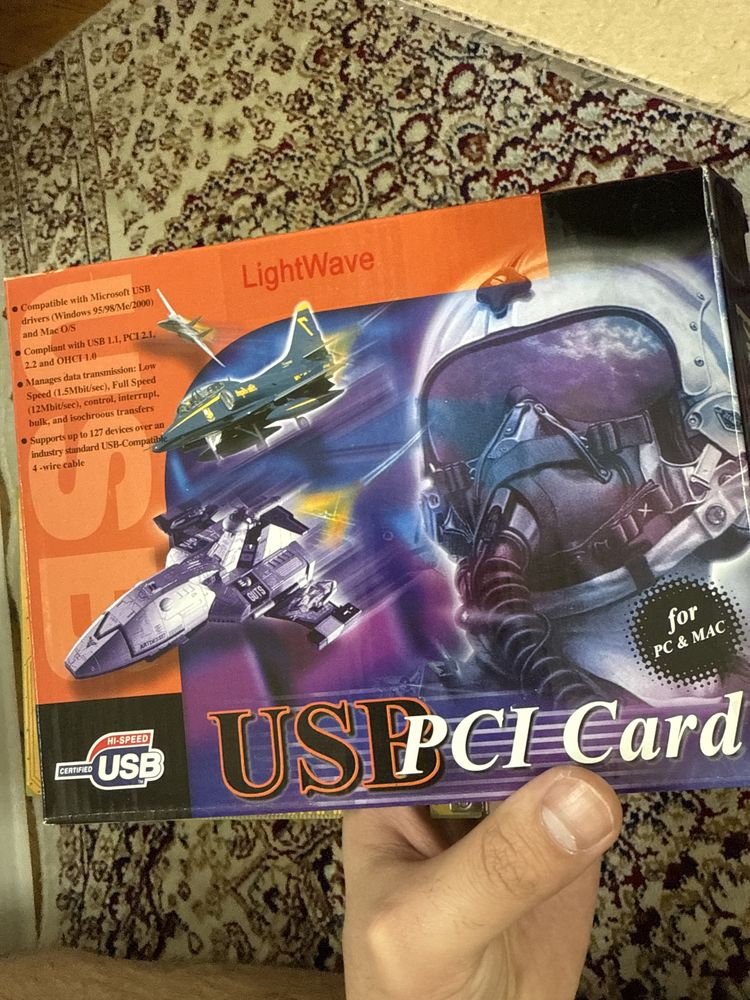 LightWave
• Compatible with Microsoft USB
drivers (Windows 95/98/Me/2000)
and Mac O/S
• Compliant with USB 1.1, PCI 2.1,
2.2 and OHCI 1.0
• Manages data transmission: Low
Speed (1.5Mbit/sec), Full Speed
(12Mbit/sec), control, interrupt,
bulk, and isochroous transfers
• Supports up to 127 devices over an
industry standard USB-Compatible
4 -wire cable
USB
GUTS
for
PC & MAC
USB PCI Card
HI-SPEED
CERTIFIED USB